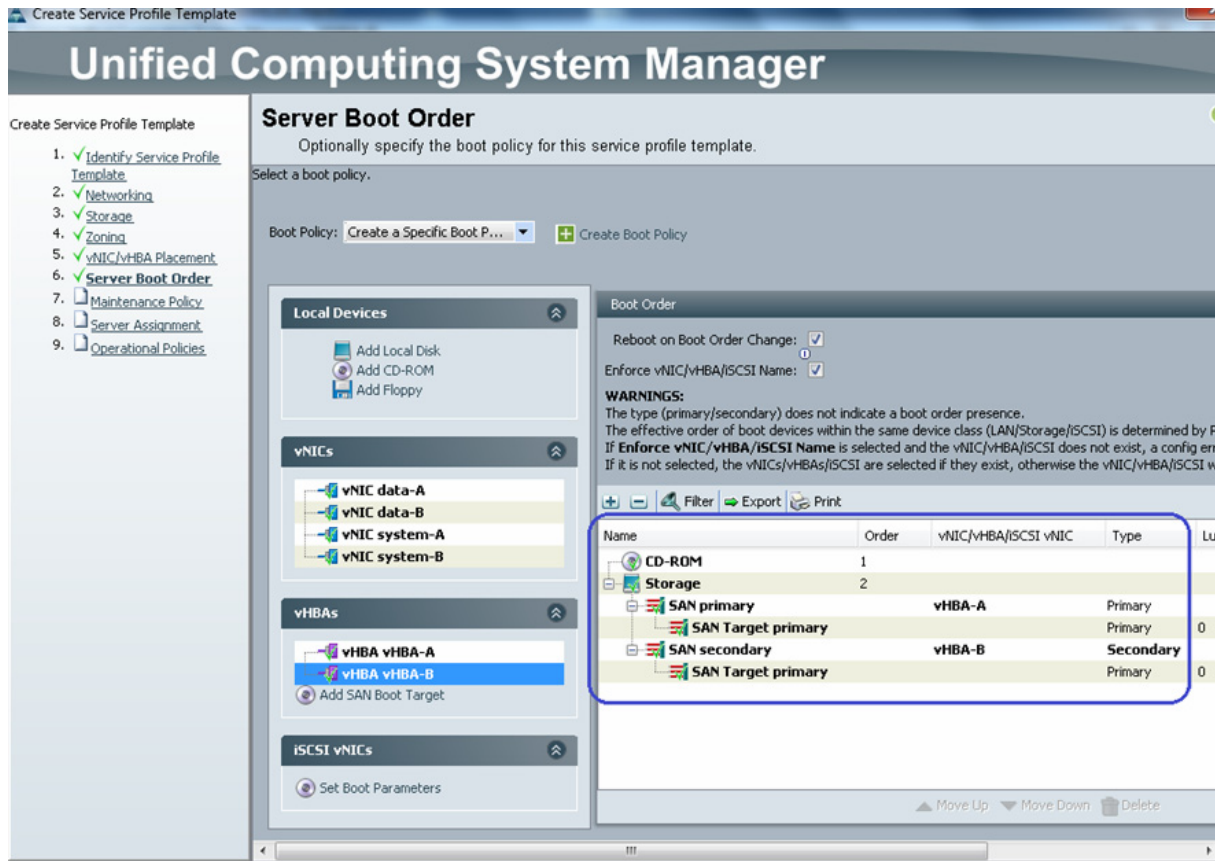 Create Service Profile Template
Unified Computing System Manager
Create Service Profile Template
1. Identify Service Profile Template
2. Networking
3. Storage
4. Zoning
5. vNIC/vHBA Placement
6. Server Boot Order
7. Maintenance Policy
8. Server Assignment
9. Operational Policies
Server Boot Order
Optionally specify the boot policy for this service profile template.
Select a boot policy.
Boot Policy: Create a Specific Boot P... Create Boot Policy
Local Devices
Add Local Disk
Add CD-ROM
Add Floppy
vNICs
vNIC data-A
vNIC data-B
vNIC system-A
vNIC system-B
vHBAs
vHBA vHBA-A
vHBA vHBA-B
Add SAN Boot Target
iSCSI vNICs
Set Boot Parameters
Boot Order
Reboot on Boot Order Change:
Enforce vNIC/vHBA/iSCSI Name:
WARNINGS:
The type (primary/secondary) does not indicate a boot order presence.
The effective order of boot devices within the same device class (LAN/Storage/iSCSI) is determined by
If Enforce vNIC/vHBA/iSCSI Name is selected and the vNIC/vHBA/iSCSI does not exist, a config
If it is not selected, the vNICs/vHBAs/iSCSI are selected if they exist, otherwise the vNIC/vHBA/iSCSI
Filter Export Print
Name Order vNIC/vHBA/iSCSI vNIC Type Lu
CD-ROM 1
Storage 2
SAN primary vHBA-A Primary
SAN Target primary Primary 0
SAN secondary vHBA-B Secondary
SAN Target primary Primary 0
Move Up Move Down Delete